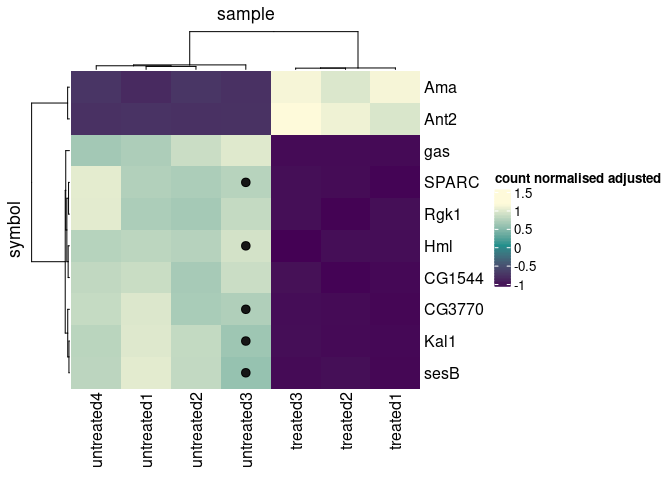 sample
symbol
Ama
Ant2
gas
SPARC
Rgk1
Hml
CG1544
CG3770
Kal1
sesB
untreated4
untreated1
untreated2
untreated3
treated3
treated2
treated1
count normalised adjusted
1.5
1
0.5
0
-0.5
-1